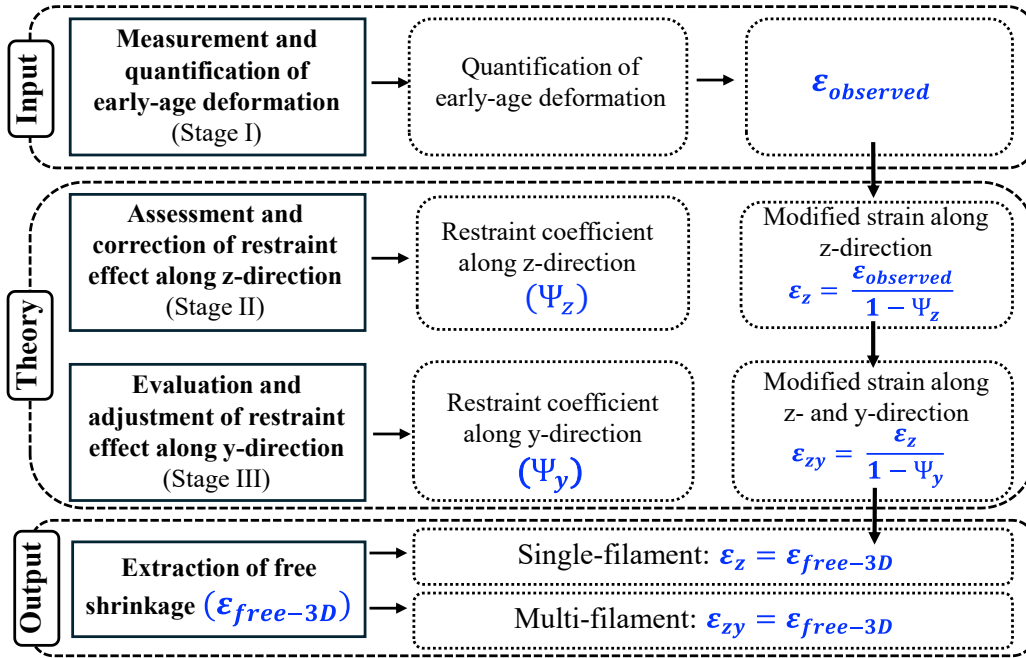 Input
Measurement and
quantification of
early-age deformation
(Stage I)
Quantification of
early-age deformation
ε_observed
Theory
Assessment and
correction of restraint
effect along z-direction
(Stage II)
Restraint coefficient
along z-direction
(Ψ_z)
Modified strain along
z-direction
ε_z = ε_observed / (1 − Ψ_z)
Evaluation and
adjustment of restraint
effect along y-direction
(Stage III)
Restraint coefficient
along y-direction
(Ψ_y)
Modified strain along
z- and y-direction
ε_zy = ε_z / (1 − Ψ_y)
Output
Extraction of free
shrinkage (ε_free−3D)
Single-filament: ε_z = ε_free−3D
Multi-filament: ε_zy = ε_free−3D